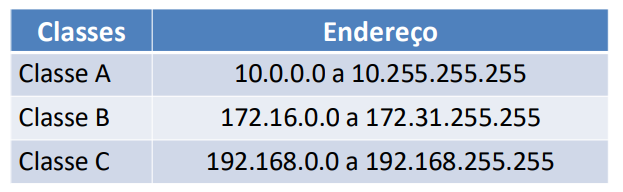 Classes Endereço
Classe A 10.0.0.0 a 10.255.255.255
Classe B 172.16.0.0 a 172.31.255.255
Classe C 192.168.0.0 a 192.168.255.255